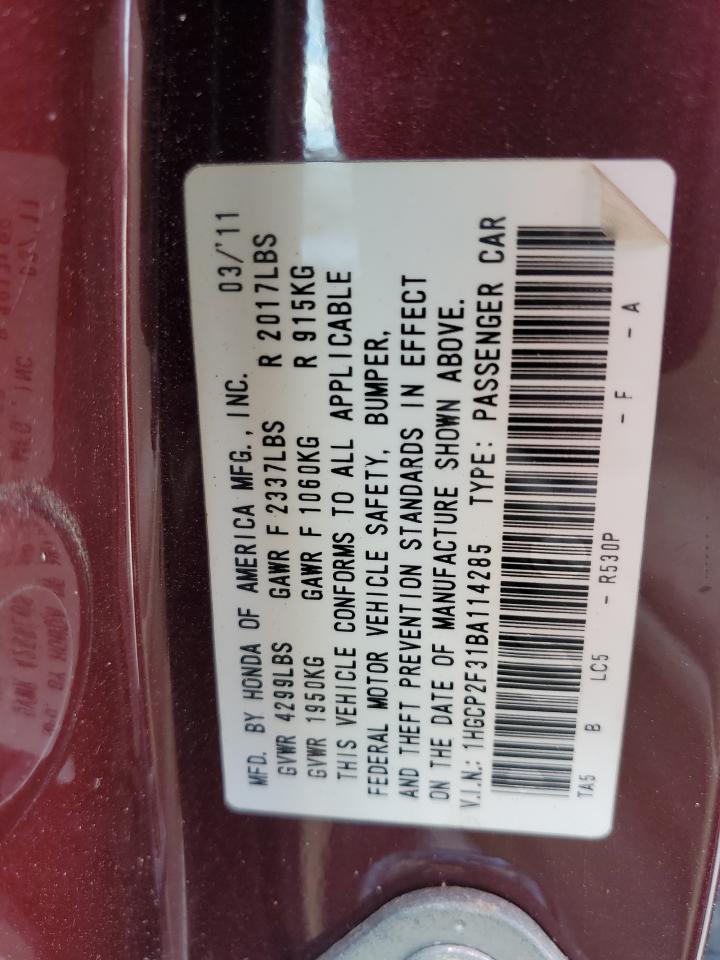 MFD. BY HONDA OF AMERICA MFG., INC. 03/'11
GVWR 4299LBS GAWR F 2337LBS R 2017LBS
GVWR 1950KG GAWR F 1060KG R 915KG
THIS VEHICLE CONFORMS TO ALL APPLICABLE
FEDERAL MOTOR VEHICLE SAFETY, BUMPER,
AND THEFT PREVENTION STANDARDS IN EFFECT
ON THE DATE OF MANUFACTURE SHOWN ABOVE.
V.I.N.: 1HGCP2F31BA114285 TYPE: PASSENGER CAR
TA5 B LC5 - R530P - F - A